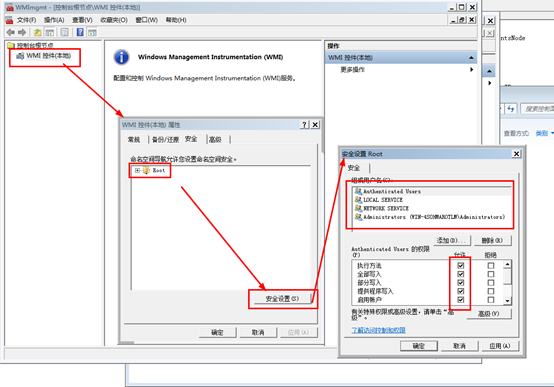 WMImgmt - [控制台根节点\WMI 控件(本地)]
文件(F) 操作(A) 查看(V) 收藏夹(O) 窗口(W) 帮助(H)
控制台根节点
WMI 控件(本地)
Windows Management Instrumentation (WMI)
配置和控制 Windows Management Instrumentation (WMI)服务。
操作
WMI 控件(本地)
更多操作
WMI 控件(本地) 属性
常规 备份/还原 安全 高级
命名空间导航允许您设置命名空间安全。
Root
安全设置(S)
确定 取消 应用(A)
安全设置 Root
安全
组或用户名(G):
Authenticated Users
LOCAL SERVICE
NETWORK SERVICE
添加(D)... 删除(R)
Authenticated Users 的权限(P) 允许 拒绝
执行方法
全部写入
部分写入
提供程序写入
启用帐户
有关特殊权限或高级设置，请单击“高级”。
高级(V)
了解访问控制和权限
确定 取消 应用(A)
ntsNode
搜索控制
查看方式: 类别